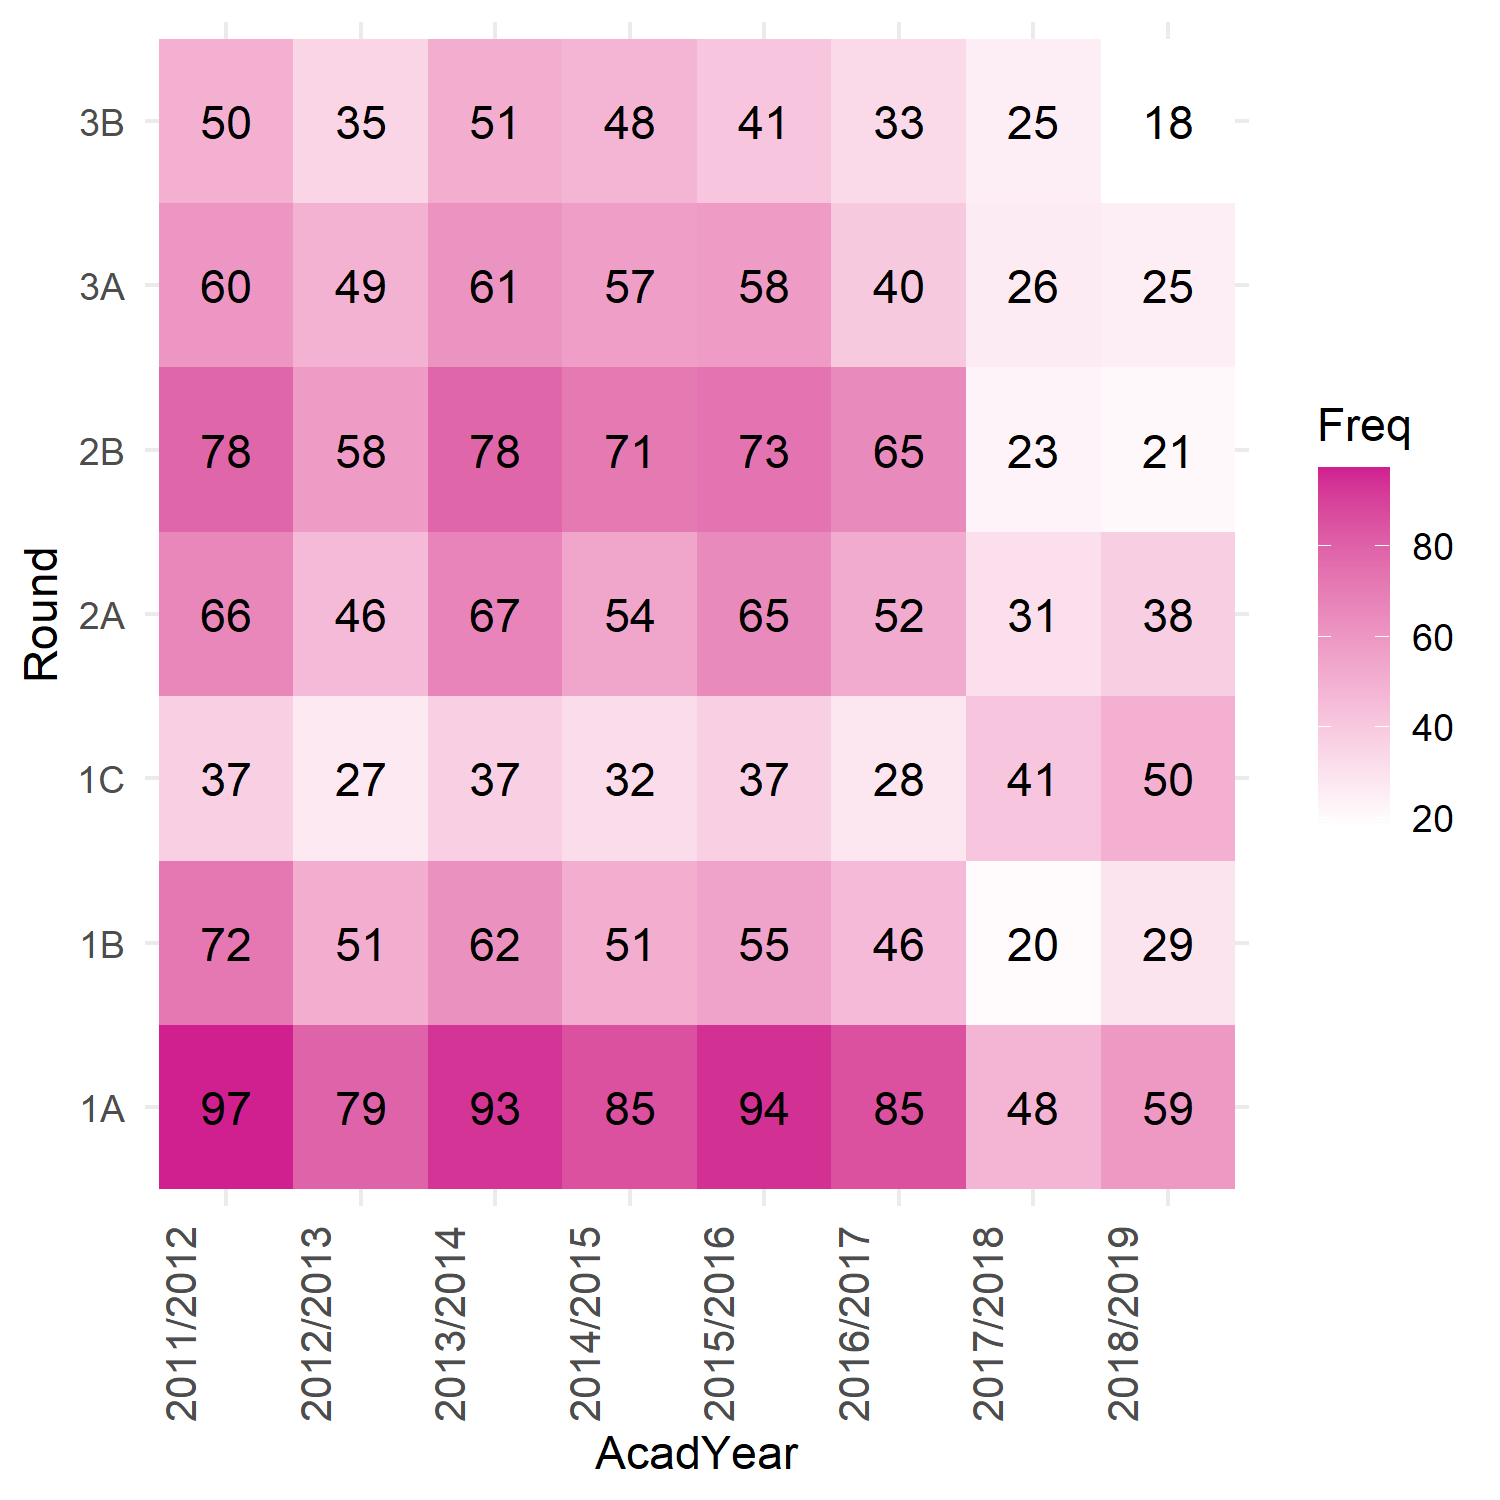 3B 50 35 51 48 41 33 25 18
3A 60 49 61 57 58 40 26 25
2B 78 58 78 71 73 65 23 21
2A 66 46 67 54 65 52 31 38
1C 37 27 37 32 37 28 41 50
1B 72 51 62 51 55 46 20 29
1A 97 79 93 85 94 85 48 59
Round
2011/2012
2012/2013
2013/2014
2014/2015
2015/2016
2016/2017
2017/2018
2018/2019
AcadYear
Freq
80
60
40
20